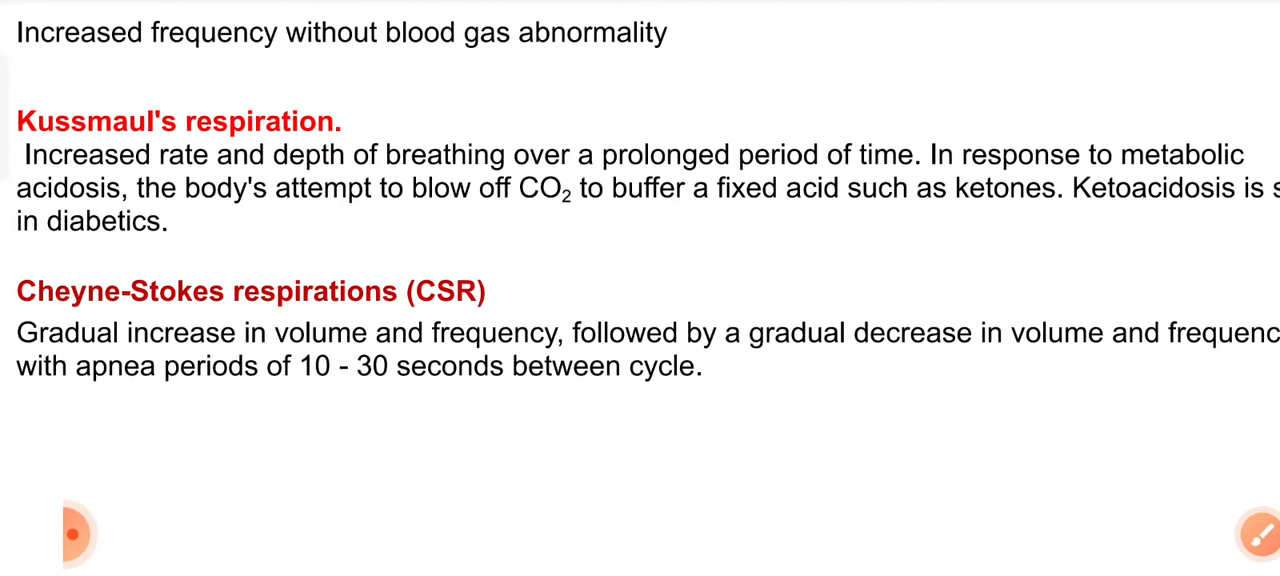 Increased frequency without blood gas abnormality
Kussmaul's respiration.
Increased rate and depth of breathing over a prolonged period of time. In response to metabolic
acidosis, the body's attempt to blow off CO₂ to buffer a fixed acid such as ketones. Ketoacidosis is
in diabetics.
Cheyne-Stokes respirations (CSR)
Gradual increase in volume and frequency, followed by a gradual decrease in volume and
with apnea periods of 10 - 30 seconds between cycle.